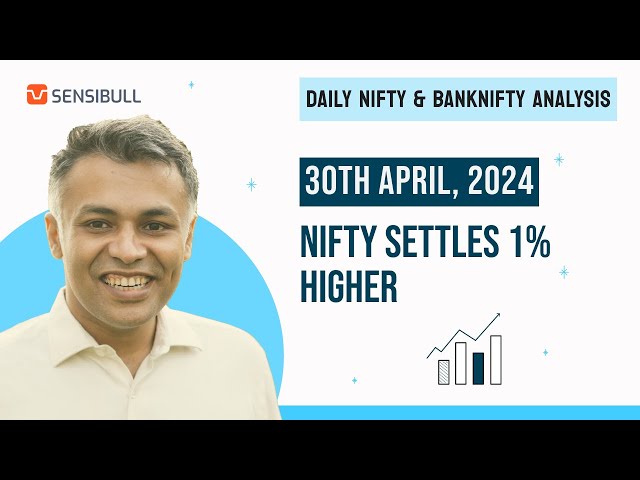 SENSIBULL
DAILY NIFTY & BANKNIFTY ANALYSIS
30TH APRIL, 2024
NIFTY SETTLES 1%
HIGHER